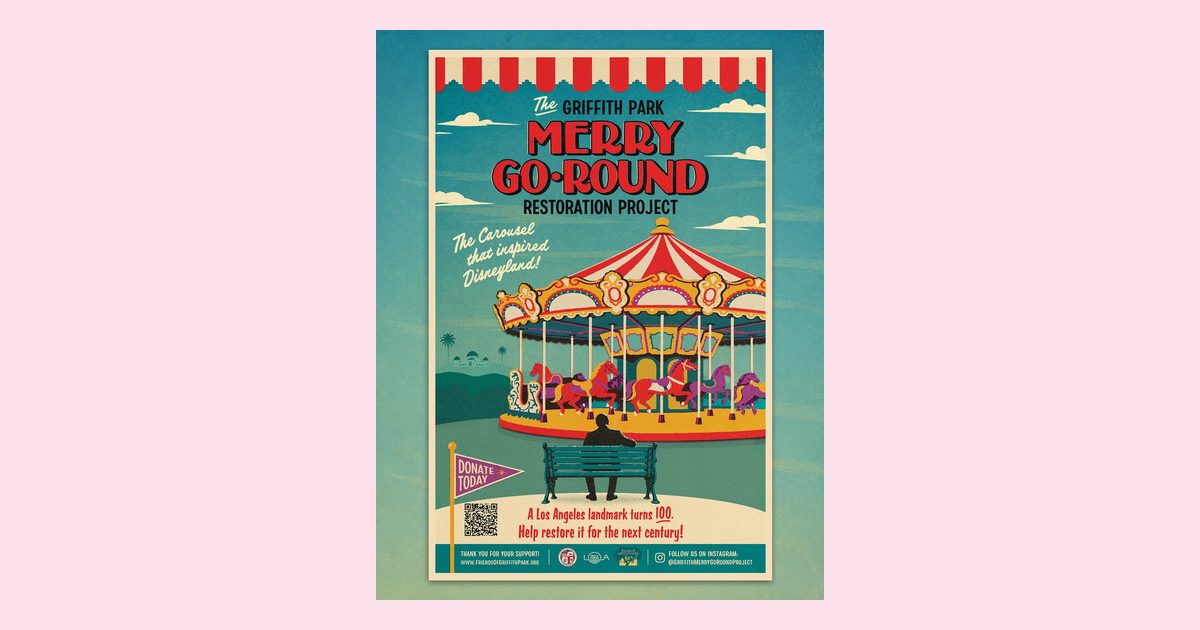 The GRIFFITH PARK
MERRY
GO•ROUND
RESTORATION PROJECT
The Carousel
that inspired
Disneyland!
DONATE
TODAY
A Los Angeles landmark turns 100.
Help restore it for the next century!
THANK YOU FOR YOUR SUPPORT!
www.FriendsofGriffithPark.org
FOLLOW US ON INSTAGRAM:
@GriffithMerryGoRoundProject